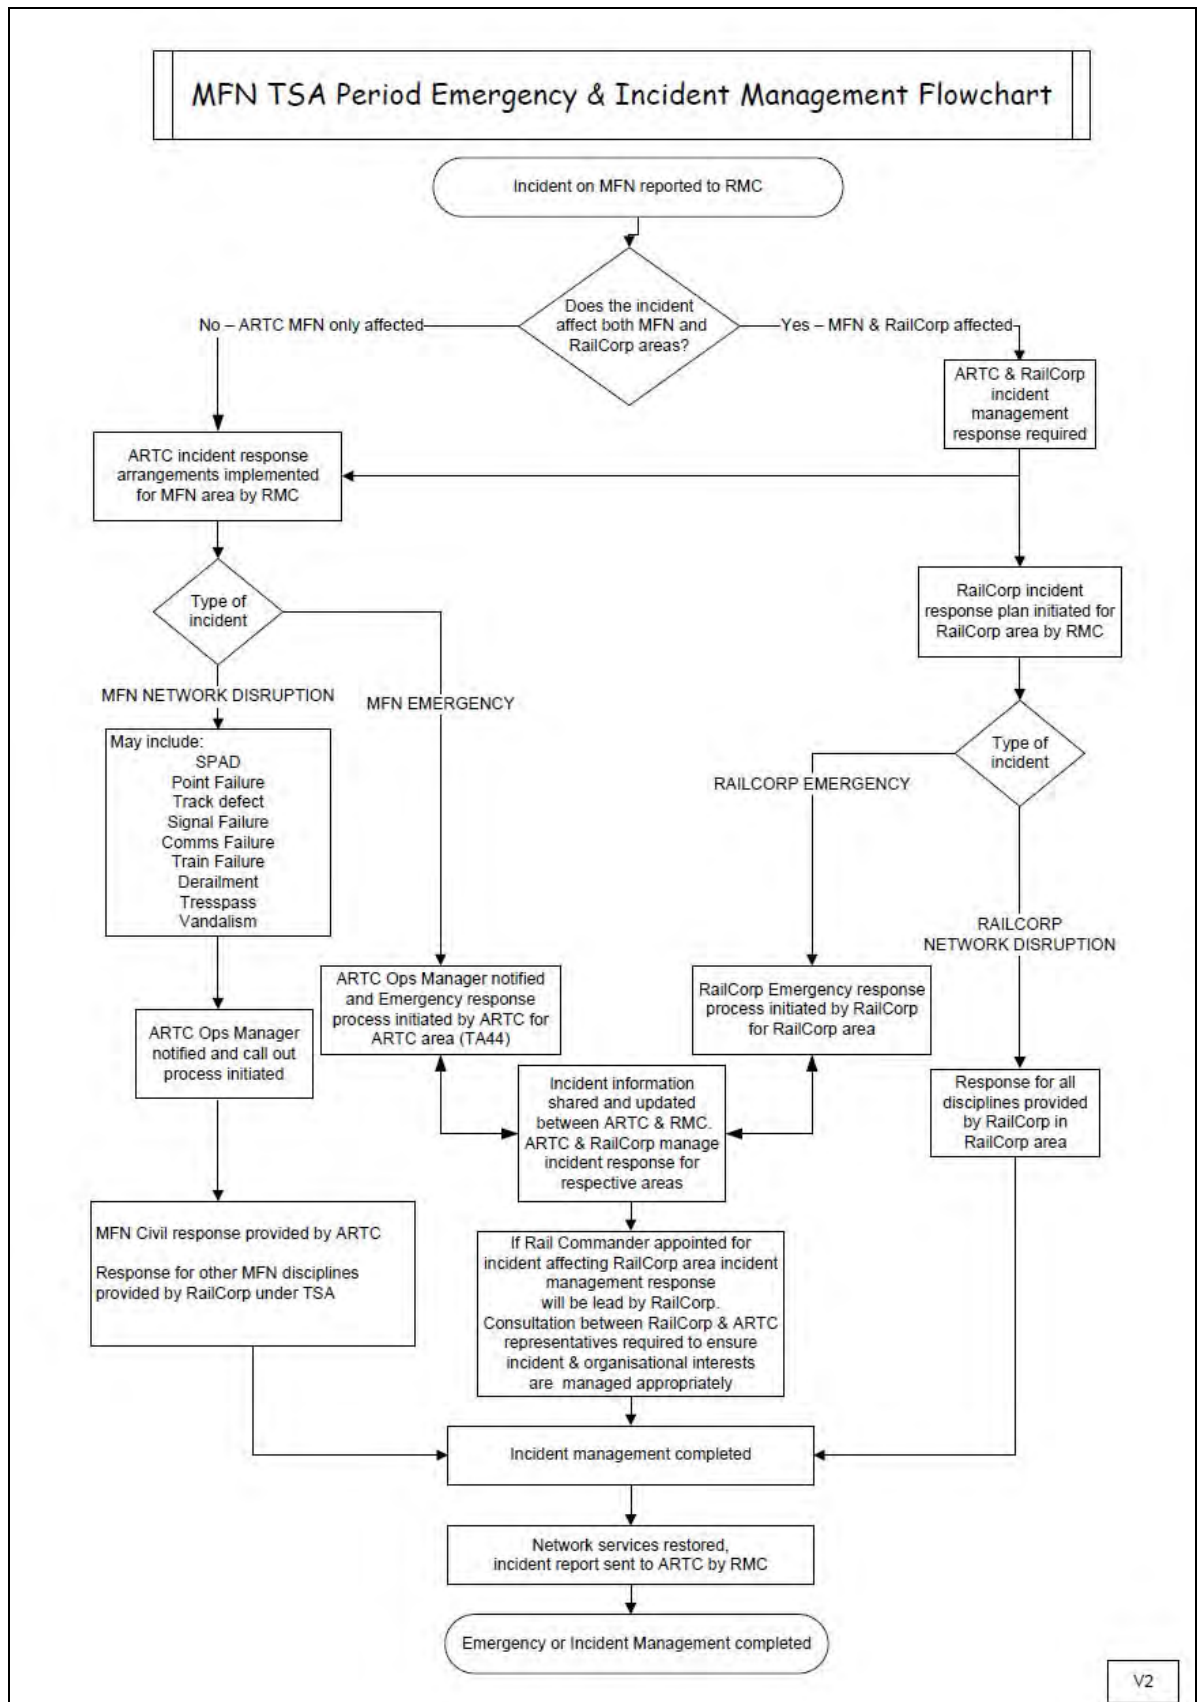 MFN TSA Period Emergency & Incident Management Flowchart
Incident on MFN reported to RMC
Does the incident
affect both MFN and
RailCorp areas?
No – ARTC MFN only affected
Yes – MFN & RailCorp affected
ARTC & RailCorp
incident
management
response required
ARTC incident response
arrangements implemented
for MFN area by RMC
RailCorp incident
response plan initiated for
RailCorp area by RMC
Type of
incident
MFN NETWORK DISRUPTION
MFN EMERGENCY
Type of
incident
RAILCORP EMERGENCY
RAILCORP
NETWORK DISRUPTION
May include:
SPAD
Point Failure
Track defect
Signal Failure
Comms Failure
Train Failure
Derailment
Tresspass
Vandalism
ARTC Ops Manager notified
and Emergency response
process initiated by ARTC for
ARTC area (TA44)
RailCorp Emergency response
process initiated by RailCorp
for RailCorp area
ARTC Ops Manager
notified and call out
process initiated
Incident information
shared and updated
between ARTC & RMC.
ARTC & RailCorp manage
incident response for
respective areas
Response for all
disciplines provided
by RailCorp in
RailCorp area
MFN Civil response provided by ARTC
Response for other MFN disciplines
provided by RailCorp under TSA
If Rail Commander appointed for
incident affecting RailCorp area incident
management response
will be lead by RailCorp.
Consultation between RailCorp & ARTC
representatives required to ensure
incident & organisational interests
are managed appropriately
Incident management completed
Network services restored,
incident report sent to ARTC by RMC
Emergency or Incident Management completed
V2